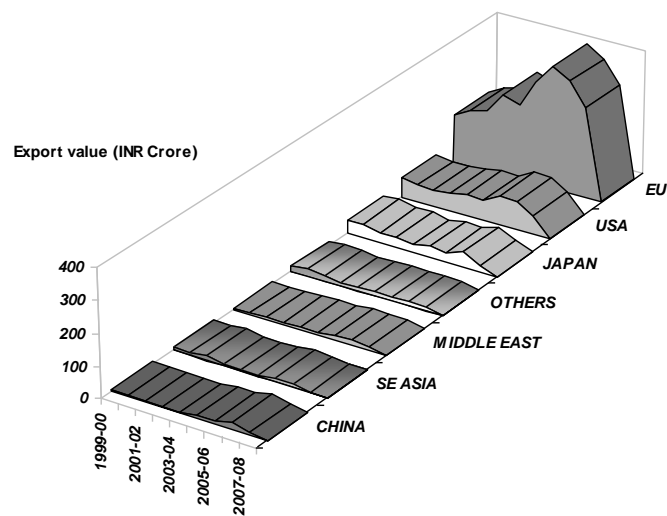 Export value (INR Crore)
400
300
200
100
0
1999-00
2001-02
2003-04
2005-06
2007-08
CHINA
SE ASIA
MIDDLE EAST
OTHERS
JAPAN
USA
EU